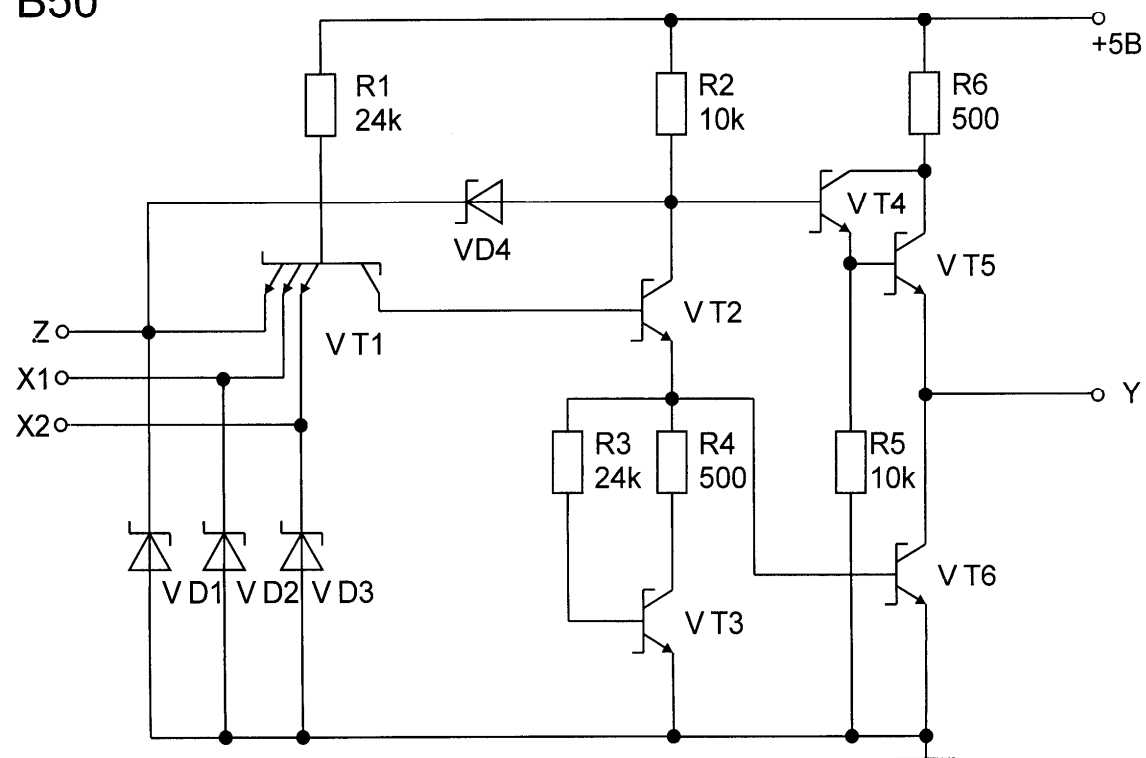 B50
+5B
R1
24k
R2
10k
R6
500
VT4
VD4
VT5
VT2
Z
VT1
X1
X2
Y
R3
24k
R4
500
R5
10k
VD1
VD2
VD3
VT6
VT3